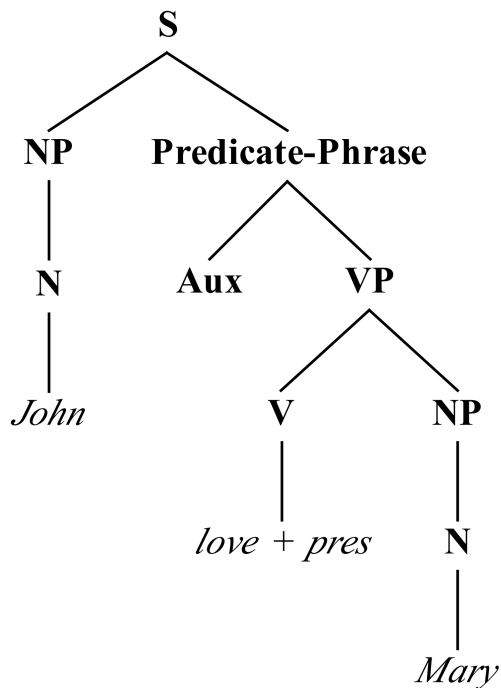 S
NP Predicate-Phrase
N Aux VP
John V NP
love + pres N
Mary